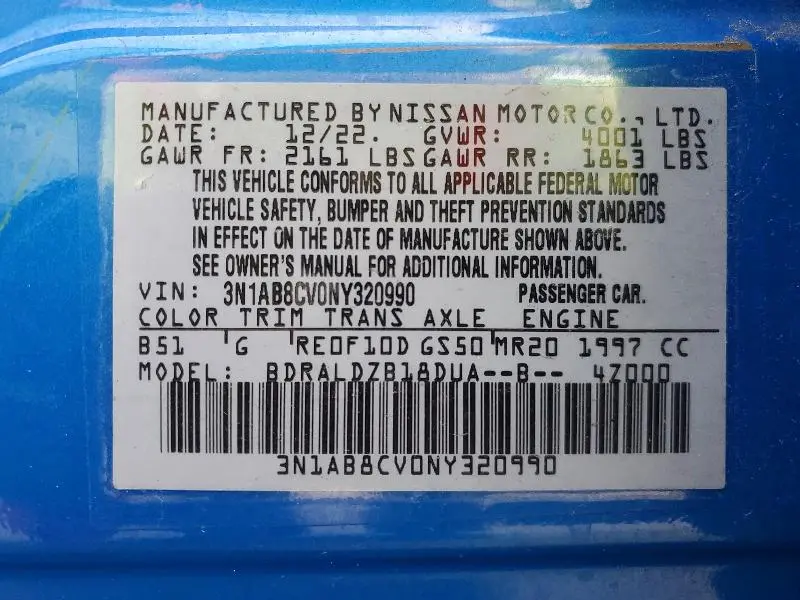 MANUFACTURED BY NISSAN MOTOR CO., LTD.
DATE: 12/22. GVWR: 4001 LBS
GAWR FR: 2161 LBS GAWR RR: 1863 LBS
THIS VEHICLE CONFORMS TO ALL APPLICABLE FEDERAL MOTOR
VEHICLE SAFETY, BUMPER AND THEFT PREVENTION STANDARDS
IN EFFECT ON THE DATE OF MANUFACTURE SHOWN ABOVE.
SEE OWNER'S MANUAL FOR ADDITIONAL INFORMATION.
VIN: 3N1AB8CV0NY320990 PASSENGER CAR.
COLOR TRIM TRANS AXLE ENGINE
B51 G RE0F10D GS50 MR20 1997 CC
MODEL: BDRALDZB18DUA--B-- 4Z000
3N1AB8CV0NY320990